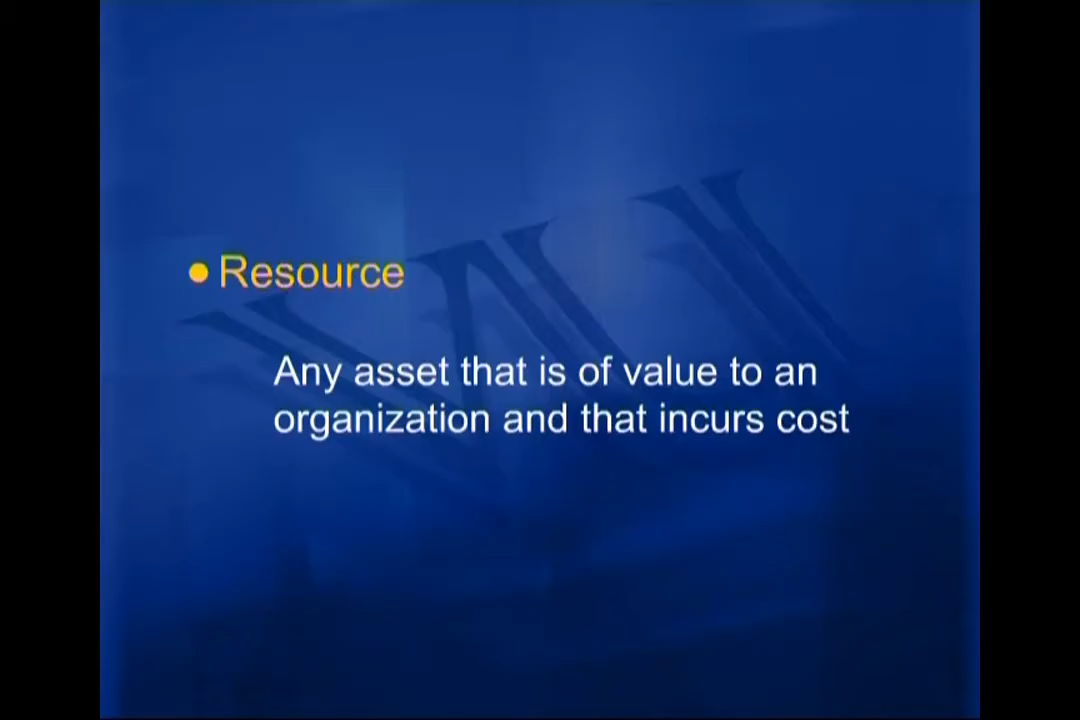 Resource
Any asset that is of value to an
organization and that incurs cost